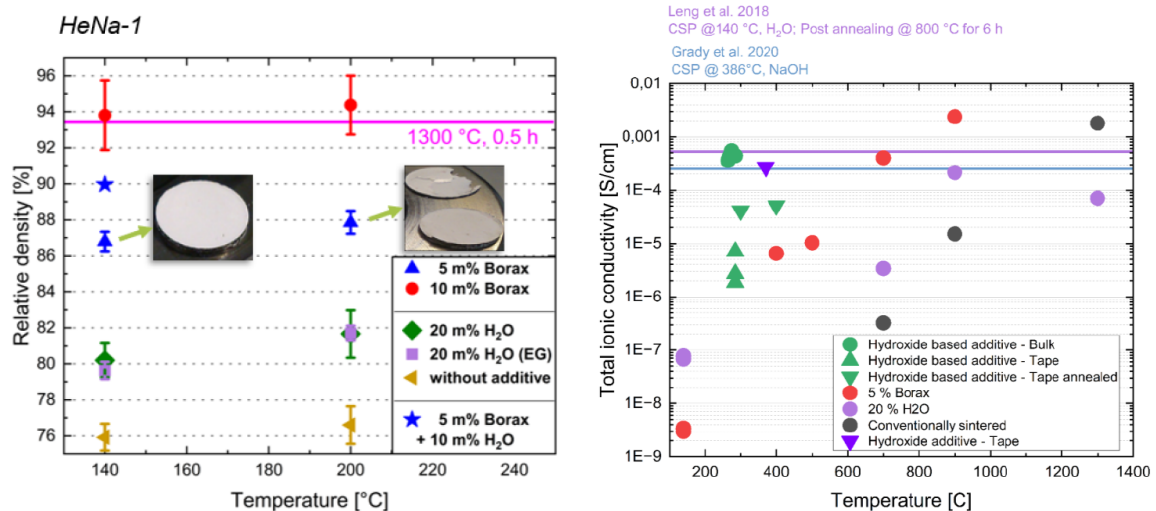 HeNa-1
Relative density [%]
96
94
92
90
88
86
84
82
80
78
76
1300 °C, 0.5 h
5 m% Borax
10 m% Borax
20 m% H₂O
20 m% H₂O (EG)
without additive
5 m% Borax
+ 10 m% H₂O
140
160
180
200
220
240
Temperature [°C]
Leng et al. 2018
CSP @140 °C, H₂O; Post annealing @ 800 °C for 6 h
Grady et al. 2020
CSP @ 386°C, NaOH
Total ionic conductivity [S/cm]
0,01
0,001
1E-4
1E-5
1E-6
1E-7
1E-8
1E-9
Hydroxide based additive - Bulk
Hydroxide based additive - Tape
Hydroxide based additive - Tape annealed
5 % Borax
20 % H2O
Conventionally sintered
Hydroxide additive - Tape
200
400
600
800
1000
1200
1400
Temperature [C]